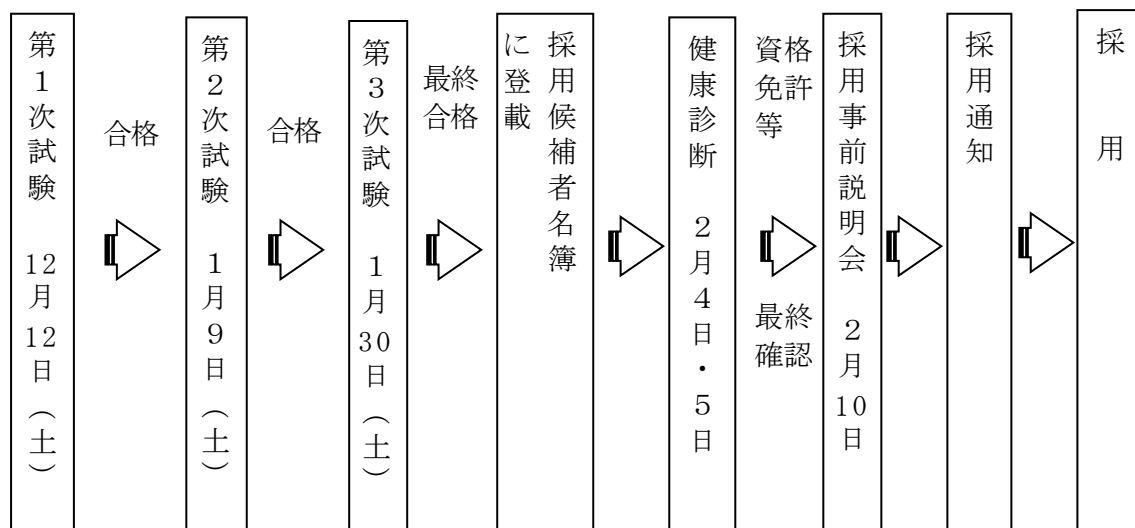 第１次試験　12月12日（土）
合格
第２次試験　１月９日（土）
合格
第３次試験　１月30日（土）
最終
合格
採用候補者名簿
に登載
健康診断　２月４日・５日
資格
免許
等
最終
確認
採用事前説明会　２月10日
採用通知
採　用